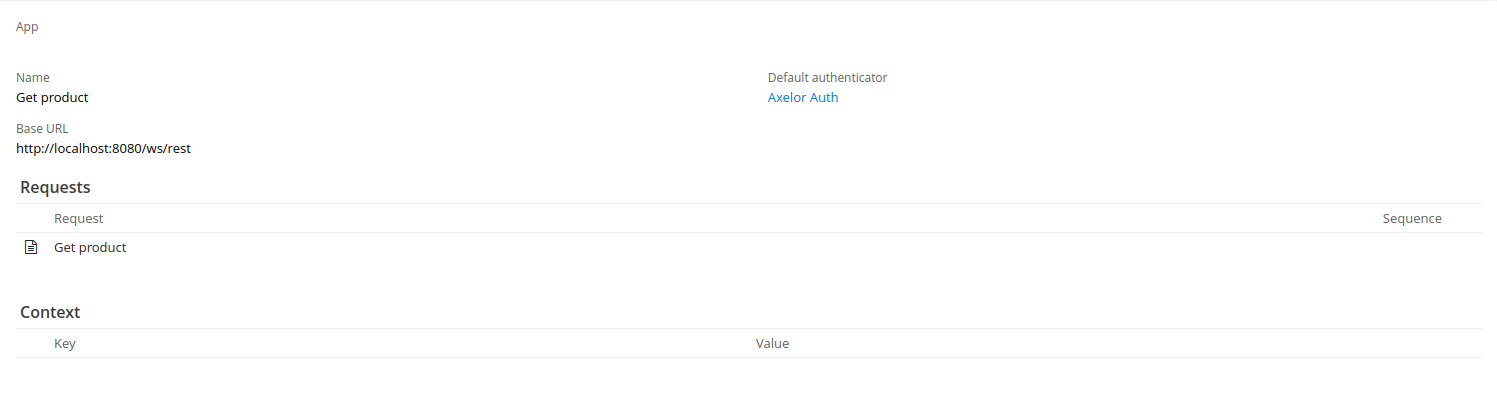 App
Name Default authenticator
Get product Axelor Auth
Base URL
http://localhost:8080/ws/rest
Requests
Request Sequence
Get product
Context
Key Value